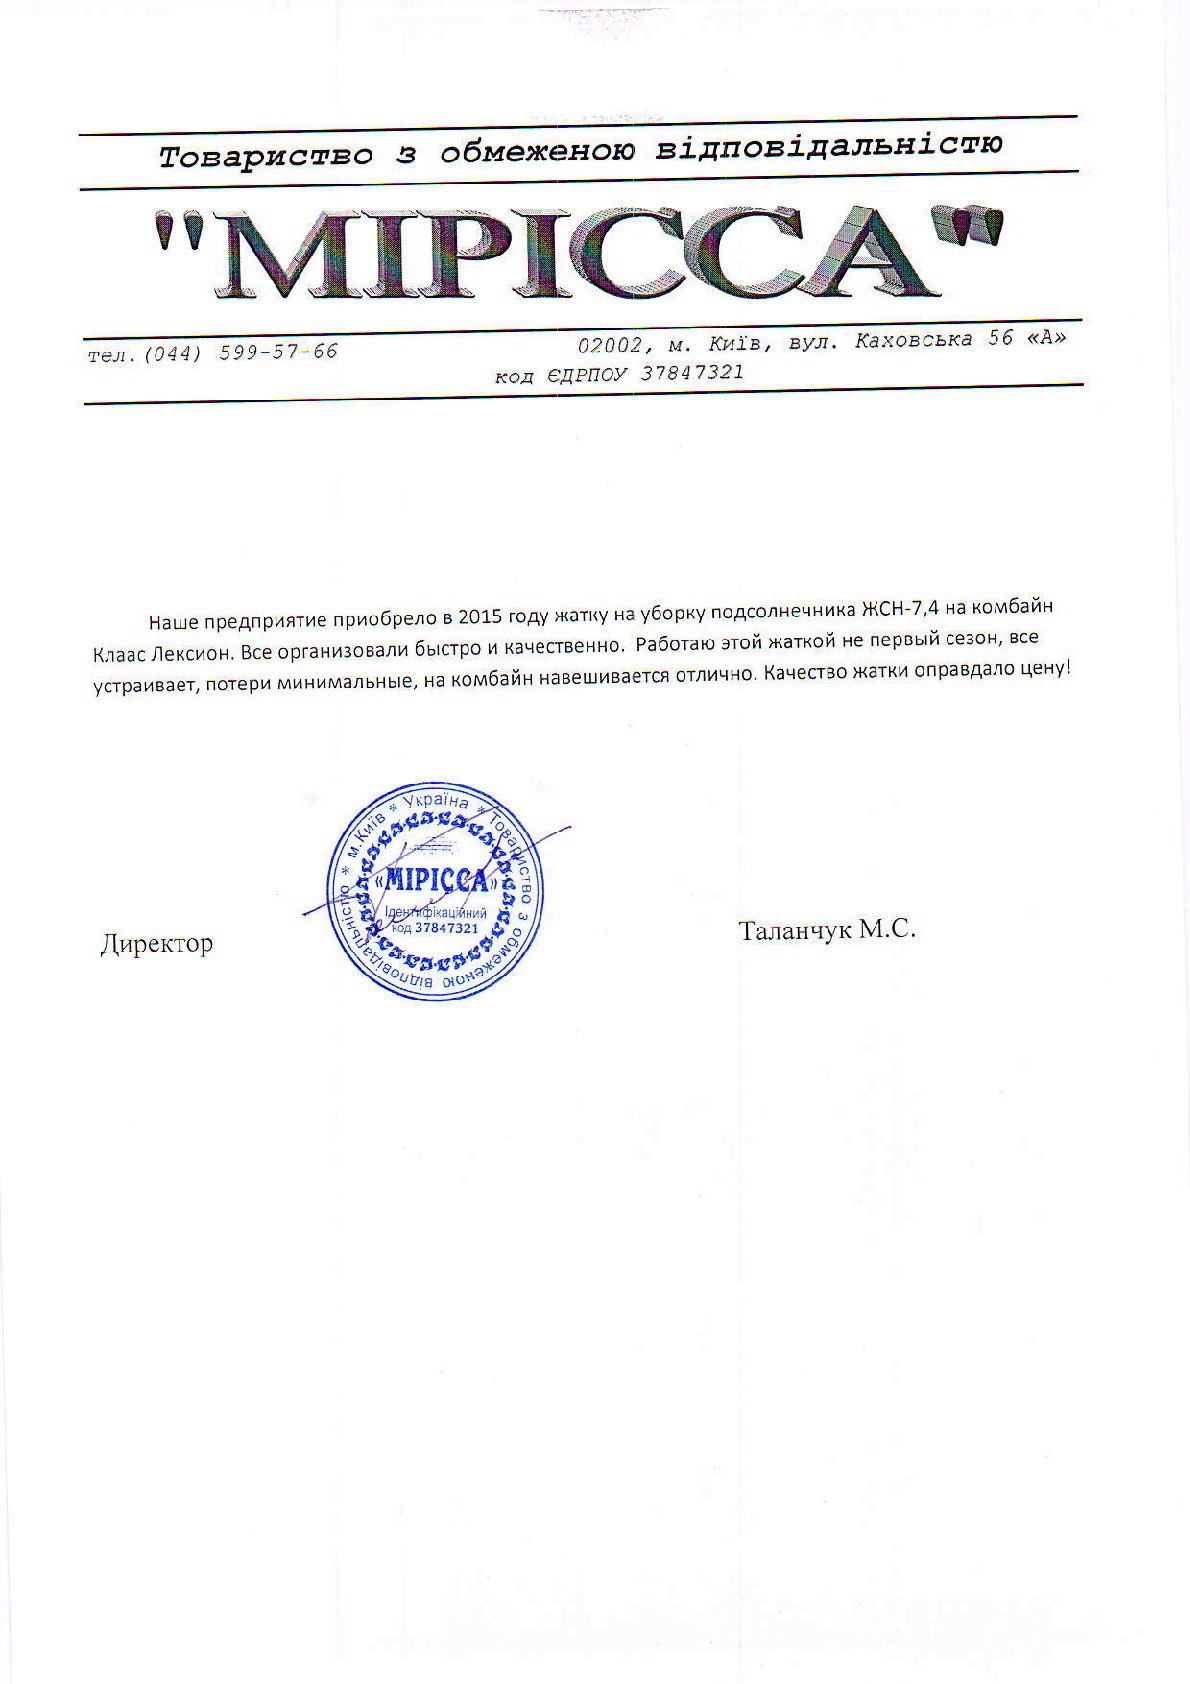 Товариство з обмеженою відповідальністю
"МІРІССА"
тел.(044) 599-57-66
02002, м. Київ, вул. Каховська 56 «А»
код ЄДРПОУ 37847321
Наше предприятие приобрело в 2015 году жатку на уборку подсолнечника ЖСН-7,4 на комбайн
Клаас Лексион. Все организовали быстро и качественно. Работаю этой жаткой не первый сезон, все
устраивает, потери минимальные, на комбайн навешивается отлично. Качество жатки оправдало цену!
Директор
м.Київ * Україна * Товариство з обмеженою відповідальністю *
«МІРІССА»
Ідентифікаційний
код 37847321
Таланчук М.С.